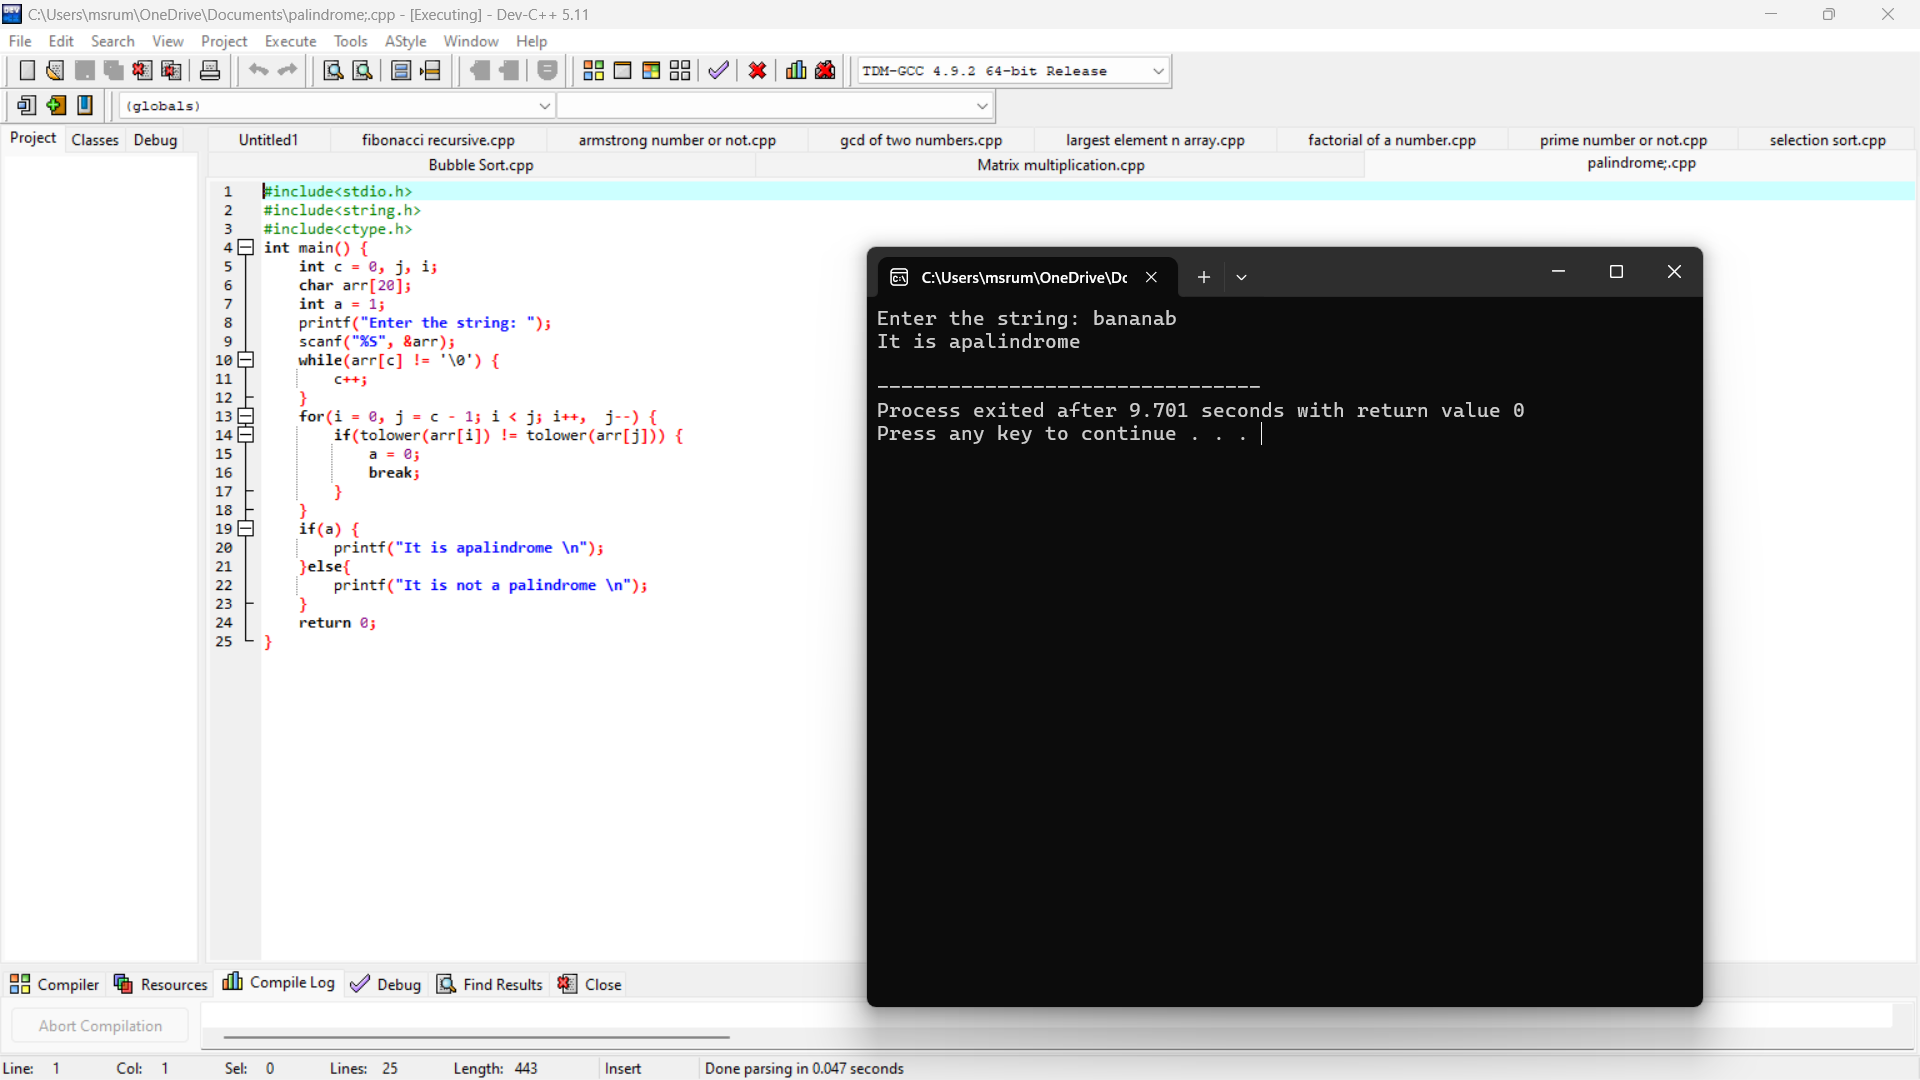 C:\Users\msrum\OneDrive\Documents\palindrome;.cpp - [Executing] - Dev-C++ 5.11
File Edit Search View Project Execute Tools AStyle Window Help
TDM-GCC 4.9.2 64-bit Release
(globals)
Project Classes Debug
Untitled1 fibonacci recursive.cpp armstrong number or not.cpp gcd of two numbers.cpp largest element n array.cpp factorial of a number.cpp prime number or not.cpp selection sort.cpp
Bubble Sort.cpp Matrix multiplication.cpp palindrome;.cpp
1 #include<stdio.h>
2 #include<string.h>
3 #include<ctype.h>
4 int main() {
5 int c = 0, j, i;
6 char arr[20];
7 int a = 1;
8 printf("Enter the string: ");
9 scanf("%S", &arr);
10 while(arr[c] != '\0') {
11 c++;
12 }
13 for(i = 0, j = c - 1; i < j; i++, j--) {
14 if(tolower(arr[i]) != tolower(arr[j])) {
15 a = 0;
16 break;
17 }
18 }
19 if(a) {
20 printf("It is apalindrome \n");
21 }else{
22 printf("It is not a palindrome \n");
23 }
24 return 0;
25 }
C:\Users\msrum\OneDrive\Dc
Enter the string: bananab
It is apalindrome
--------------------------------
Process exited after 9.701 seconds with return value 0
Press any key to continue . . .
Compiler Resources Compile Log Debug Find Results Close
Abort Compilation
Line: 1 Col: 1 Sel: 0 Lines: 25 Length: 443 Insert Done parsing in 0.047 seconds